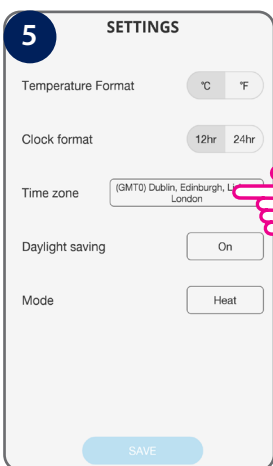 5
SETTINGS
Temperature Format
°C °F
Clock format
12hr 24hr
Time zone
(GMT0) Dublin, Edinburgh,
London
Daylight saving
On
Mode
Heat
SAVE